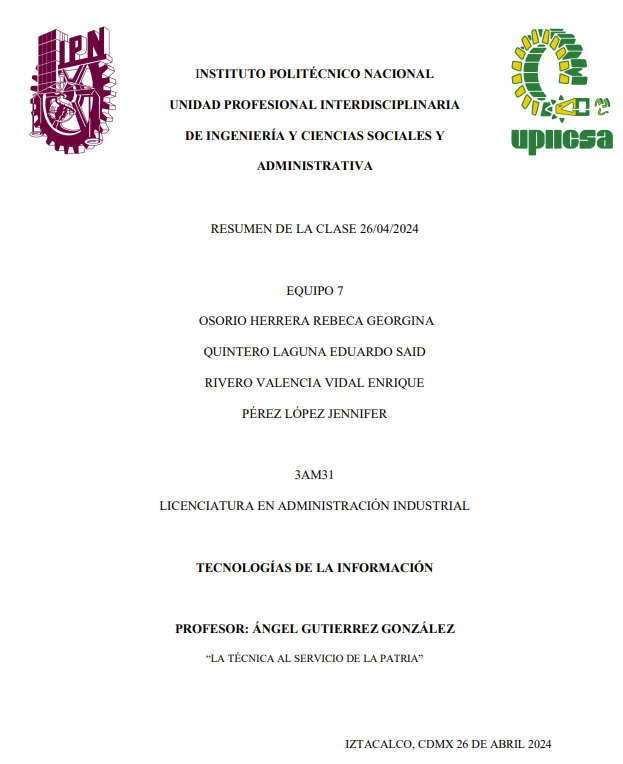 IPN
INSTITUTO POLITÉCNICO NACIONAL
UNIDAD PROFESIONAL INTERDISCIPLINARIA
DE INGENIERÍA Y CIENCIAS SOCIALES Y
ADMINISTRATIVA
upiicsa
RESUMEN DE LA CLASE 26/04/2024
EQUIPO 7
OSORIO HERRERA REBECA GEORGINA
QUINTERO LAGUNA EDUARDO SAID
RIVERO VALENCIA VIDAL ENRIQUE
PÉREZ LÓPEZ JENNIFER
3AM31
LICENCIATURA EN ADMINISTRACIÓN INDUSTRIAL
TECNOLOGÍAS DE LA INFORMACIÓN
PROFESOR: ÁNGEL GUTIERREZ GONZÁLEZ
“LA TÉCNICA AL SERVICIO DE LA PATRIA”
IZTACALCO, CDMX 26 DE ABRIL 2024